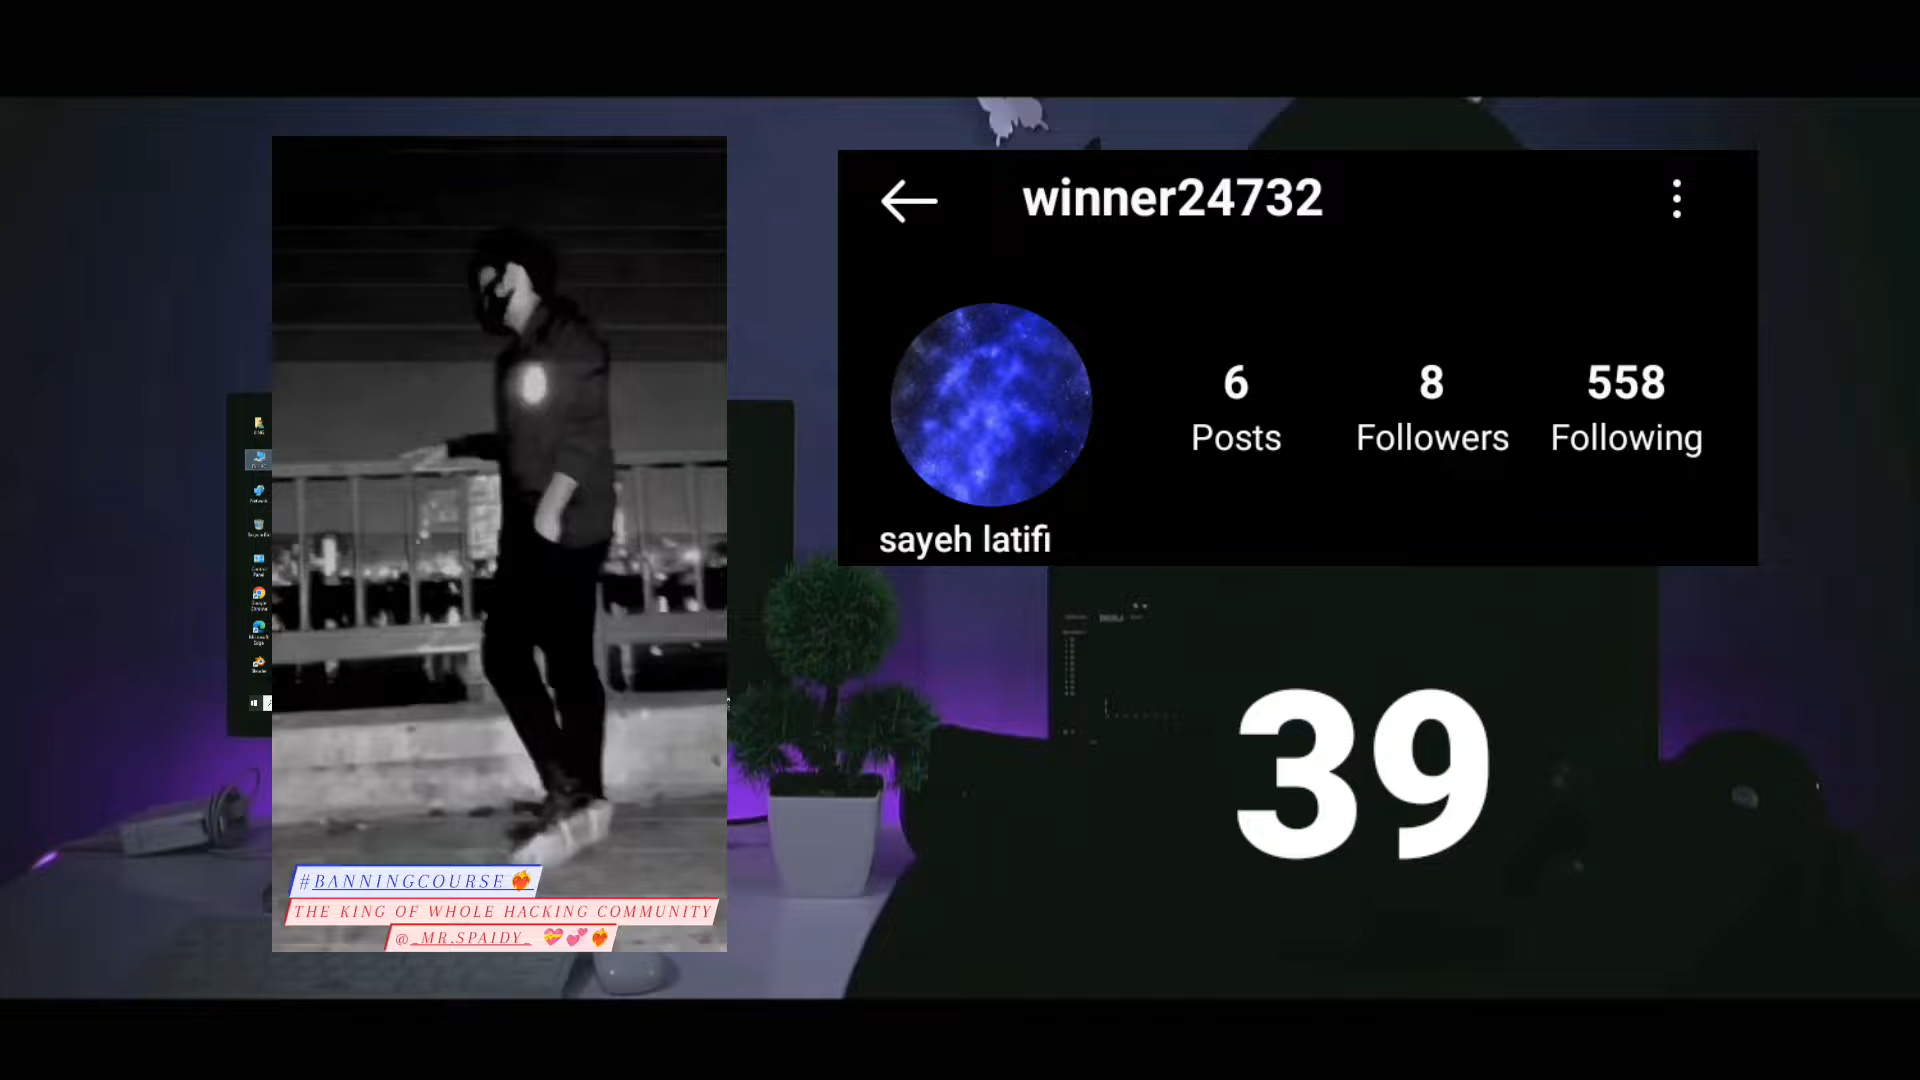 winner24732
6 8 558
Posts Followers Following
sayeh latifi
39
#BANNINGCOURSE❤️‍🔥
THE KING OF WHOLE HACKING COMMUNITY
@_MR.SPAIDY_ 💝💕❤️‍🔥